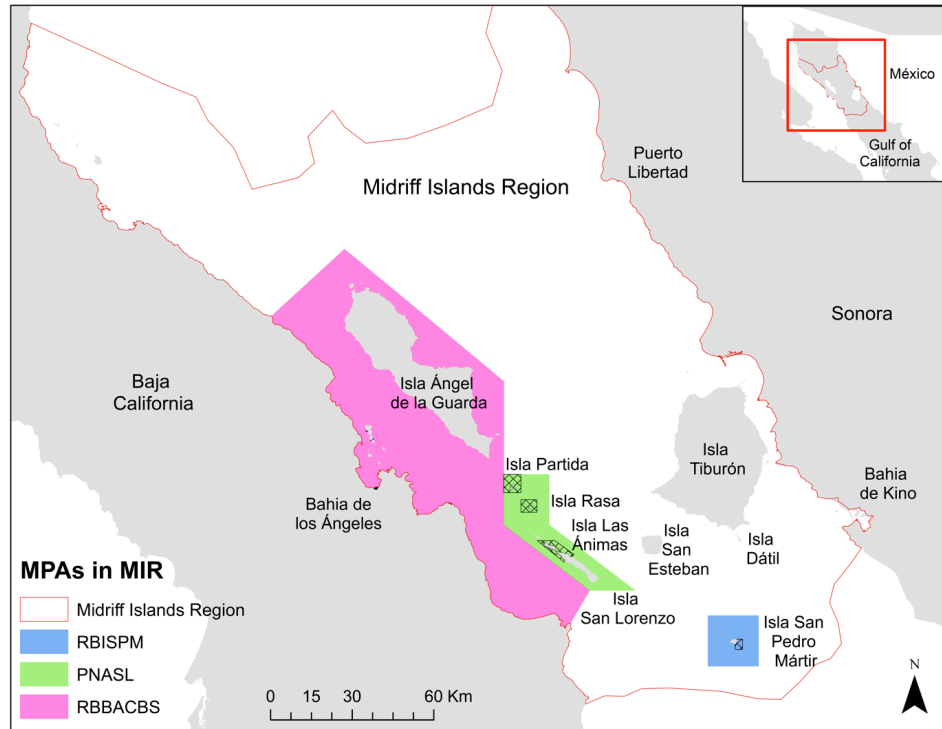 México
Gulf of
California
Puerto
Libertad
Midriff Islands Region
Sonora
Baja
California
Isla Ángel
de la Guarda
Isla
Tiburón
Isla Partida
Bahia
de Kino
Isla Rasa
Bahia de
los Ángeles
Isla Las
Ánimas
Isla
San
Esteban
Isla
Dátil
Isla
San Lorenzo
Isla San
Pedro
Mártir
MPAs in MIR
Midriff Islands Region
RBISPM
PNASL
RBBACBS
0 15 30 60 Km
N